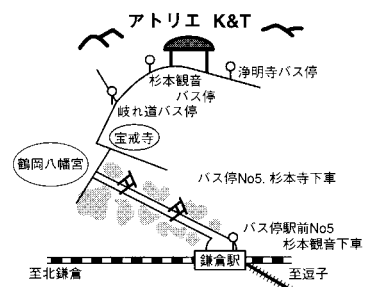 アトリエ K&T
浄明寺バス停
杉本観音
バス停
岐れ道バス停
宝戒寺
鶴岡八幡宮
バス停No5. 杉本寺下車
バス停駅前No5
杉本観音下車
鎌倉駅
至北鎌倉
至逗子